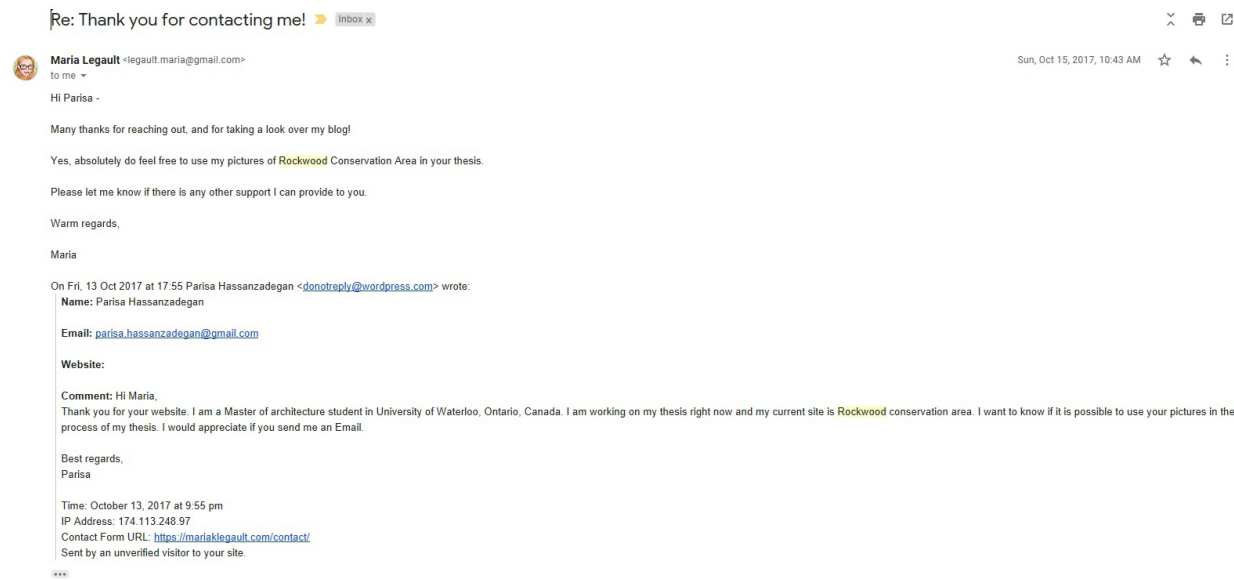 Re: Thank you for contacting me! Inbox x
Maria Legault <legault.maria@gmail.com> Sun, Oct 15, 2017, 10:43 AM
to me
Hi Parisa -
Many thanks for reaching out, and for taking a look over my blog!
Yes, absolutely do feel free to use my pictures of Rockwood Conservation Area in your thesis.
Please let me know if there is any other support I can provide to you.
Warm regards,
Maria
On Fri, 13 Oct 2017 at 17:55 Parisa Hassanzadegan <donotreply@wordpress.com> wrote:
Name: Parisa Hassanzadegan
Email: parisa.hassanzadegan@gmail.com
Website:
Comment: Hi Maria,
Thank you for your website. I am a Master of architecture student in University of Waterloo, Ontario, Canada. I am working on my thesis right now and my current site is Rockwood conservation area. I want to know if it is possible to use your pictures in the
process of my thesis. I would appreciate if you send me an Email.
Best regards,
Parisa
Time: October 13, 2017 at 9:55 pm
IP Address: 174.113.248.97
Contact Form URL: https://mariaklegault.com/contact/
Sent by an unverified visitor to your site.